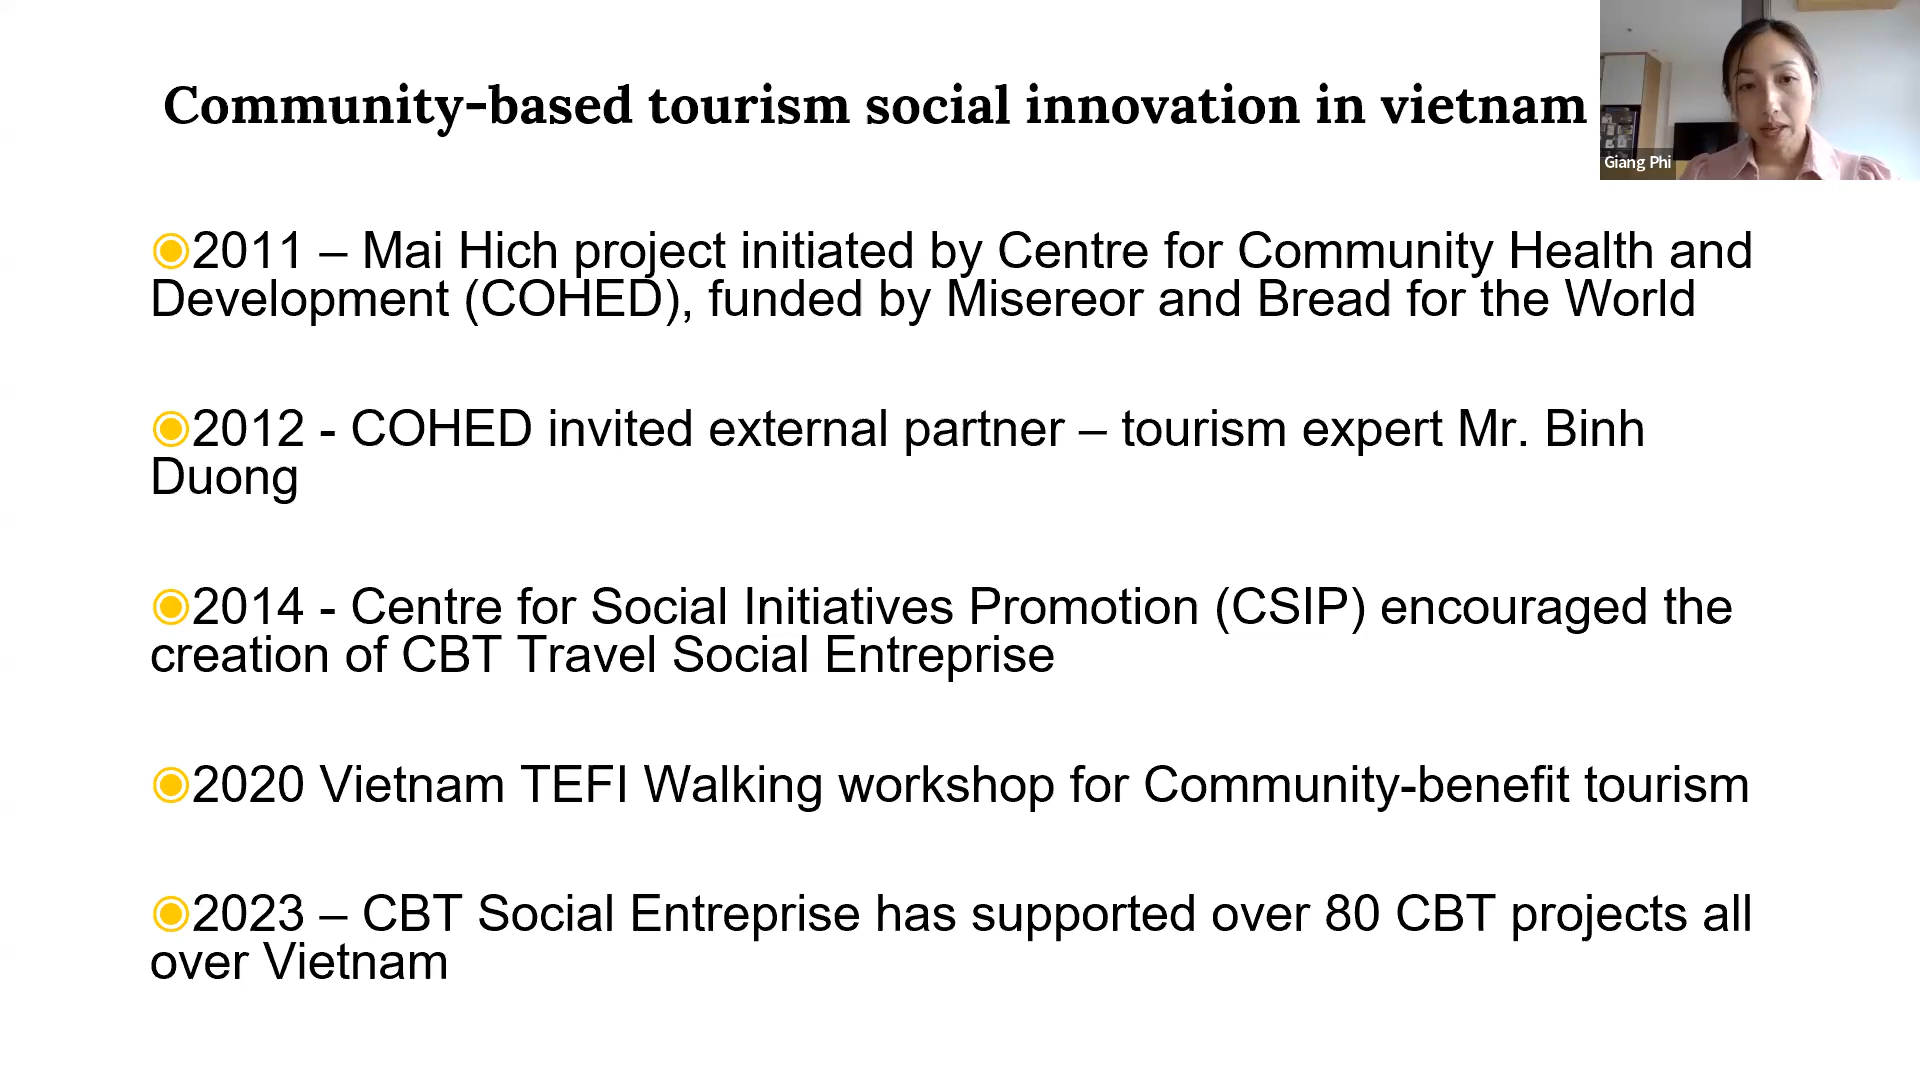 Community-based tourism social innovation in vietnam
Giang Phi
2011 – Mai Hich project initiated by Centre for Community Health and
Development (COHED), funded by Misereor and Bread for the World
2012 - COHED invited external partner – tourism expert Mr. Binh
Duong
2014 - Centre for Social Initiatives Promotion (CSIP) encouraged the
creation of CBT Travel Social Entreprise
2020 Vietnam TEFI Walking workshop for Community-benefit tourism
2023 – CBT Social Entreprise has supported over 80 CBT projects all
over Vietnam